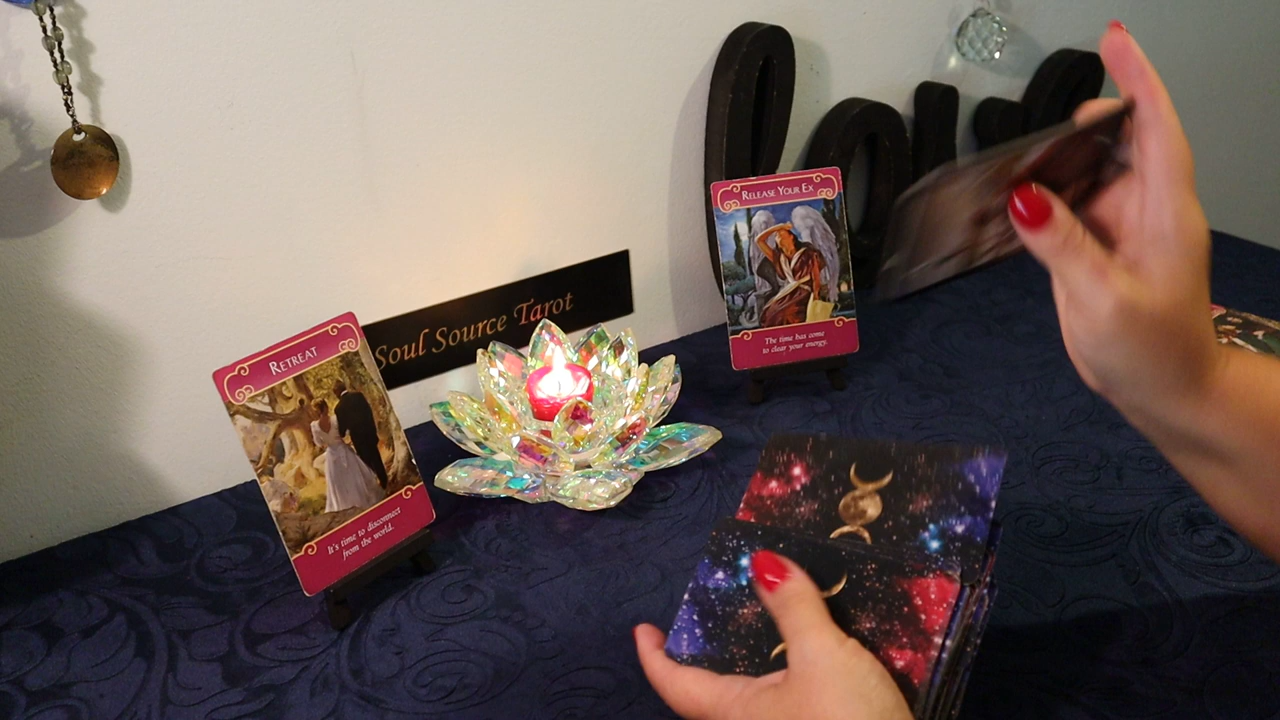 love
RELEASE YOUR EX
The time has come
to clear your energy.
Soul Source Tarot
RETREAT
It's time to disconnect
from the world.